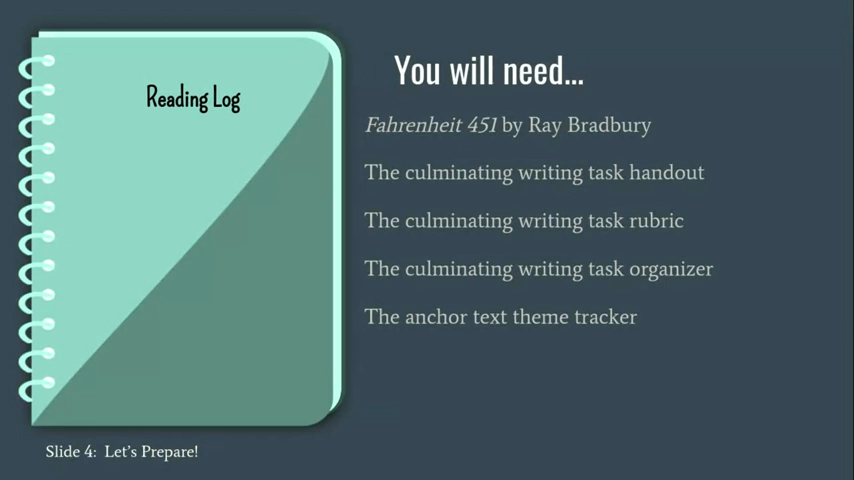 Reading Log
You will need...
Fahrenheit 451 by Ray Bradbury
The culminating writing task handout
The culminating writing task rubric
The culminating writing task organizer
The anchor text theme tracker
Slide 4: Let's Prepare!